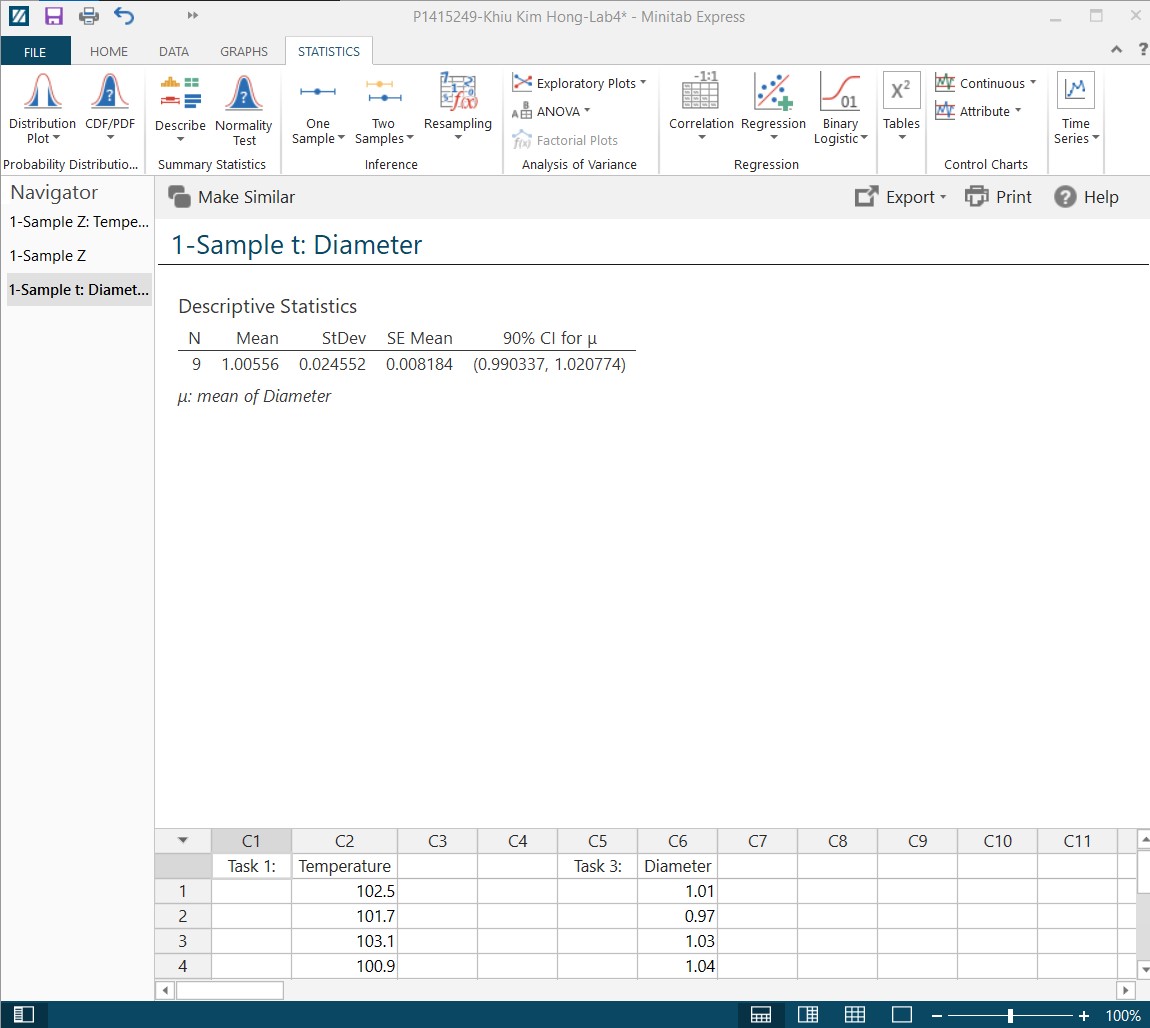 P1415249-Khiu Kim Hong-Lab4* - Minitab Express
FILE HOME DATA GRAPHS STATISTICS ?
Distribution Plot
CDF/PDF
Probability Distributio...
Describe
Normality Test
Summary Statistics
One Sample
Two Samples
Resampling
Inference
Exploratory Plots
ANOVA
Factorial Plots
Analysis of Variance
-1:1
Correlation
Regression
01
Binary Logistic
Regression
X²
Tables
Continuous
Attribute
Control Charts
Time Series
Navigator
1-Sample Z: Tempe...
1-Sample Z
1-Sample t: Diamet...
Make Similar Export Print Help
1-Sample t: Diameter
Descriptive Statistics
N Mean StDev SE Mean 90% CI for μ
9 1.00556 0.024552 0.008184 (0.990337, 1.020774)
μ: mean of Diameter
C1 C2 C3 C4 C5 C6 C7 C8 C9 C10 C11
Task 1: Temperature Task 3: Diameter
1 102.5 1.01
2 101.7 0.97
3 103.1 1.03
4 100.9 1.04
100%